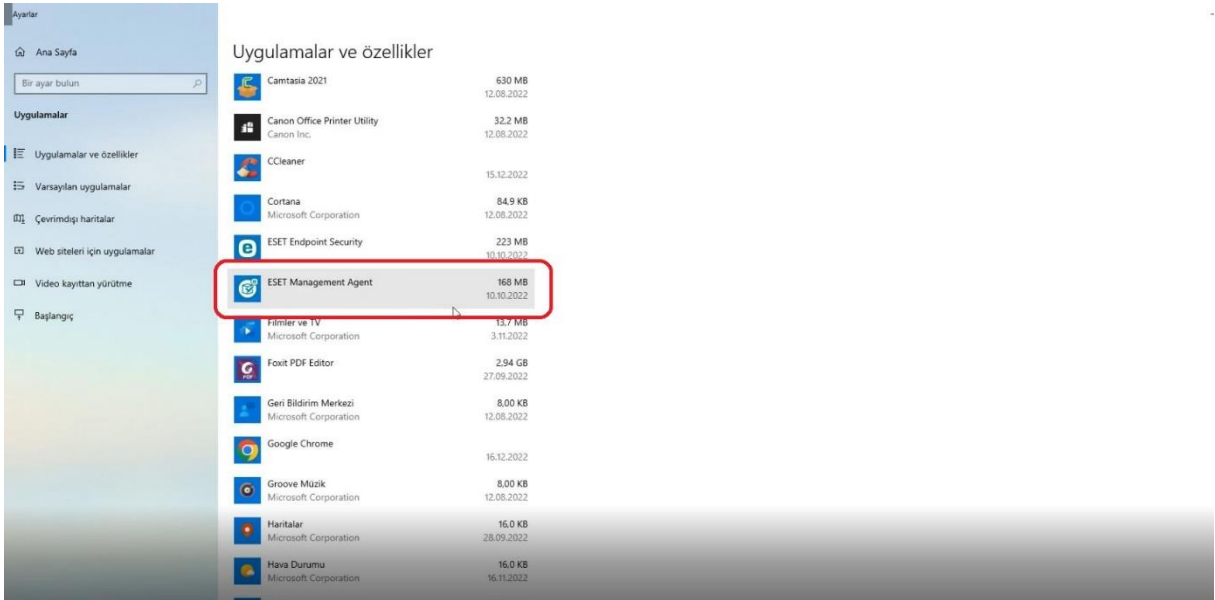 Ayarlar
Ana Sayfa
Bir ayar bulun
Uygulamalar
Uygulamalar ve özellikler
Varsayılan uygulamalar
Çevrimdışı haritalar
Web siteleri için uygulamalar
Video kayıttan yürütme
Başlangıç
Uygulamalar ve özellikler
Camtasia 2021 630 MB
12.08.2022
Canon Office Printer Utility 32,2 MB
Canon Inc. 12.08.2022
CCleaner
15.12.2022
Cortana 84,9 KB
Microsoft Corporation 12.08.2022
ESET Endpoint Security 223 MB
10.10.2022
ESET Management Agent 168 MB
10.10.2022
Filmler ve TV 13,7 MB
Microsoft Corporation 3.11.2022
Foxit PDF Editor 2,94 GB
27.09.2022
Geri Bildirim Merkezi 8,00 KB
Microsoft Corporation 12.08.2022
Google Chrome
16.12.2022
Groove Müzik 8,00 KB
Microsoft Corporation 12.08.2022
Haritalar 16,0 KB
Microsoft Corporation 28.09.2022
Hava Durumu 16,0 KB
Microsoft Corporation 16.11.2022